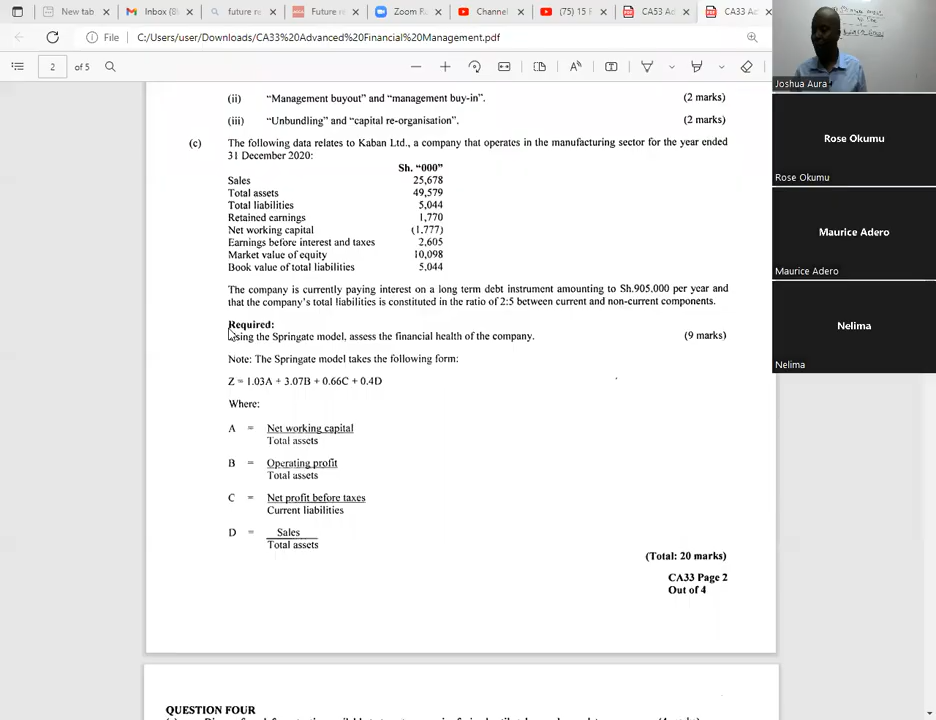 New tab
Inbox (8
future re
Future re
Zoom R
Channel
(75) 15 F
CA53 Ad
CA33 A
File
C:/Users/user/Downloads/CA33%20Advanced%20Financial%20Management.pdf
2 of 5
(ii) “Management buyout” and “management buy-in”. (2 marks)
(iii) “Unbundling” and “capital re-organisation”. (2 marks)
(c) The following data relates to Kaban Ltd., a company that operates in the manufacturing sector for the year ended
31 December 2020:
Sh. “000”
Sales 25,678
Total assets 49,579
Total liabilities 5,044
Retained earnings 1,770
Net working capital (1,777)
Earnings before interest and taxes 2,605
Market value of equity 10,098
Book value of total liabilities 5,044
The company is currently paying interest on a long term debt instrument amounting to Sh.905,000 per year and
that the company’s total liabilities is constituted in the ratio of 2:5 between current and non-current components.
Required:
Using the Springate model, assess the financial health of the company. (9 marks)
Note: The Springate model takes the following form:
Z = 1.03A + 3.07B + 0.66C + 0.4D
Where:
A = Net working capital
Total assets
B = Operating profit
Total assets
C = Net profit before taxes
Current liabilities
D = Sales
Total assets
(Total: 20 marks)
CA33 Page 2
Out of 4
QUESTION FOUR
Joshua Aura
Rose Okumu
Rose Okumu
Maurice Adero
Maurice Adero
Nelima
Nelima